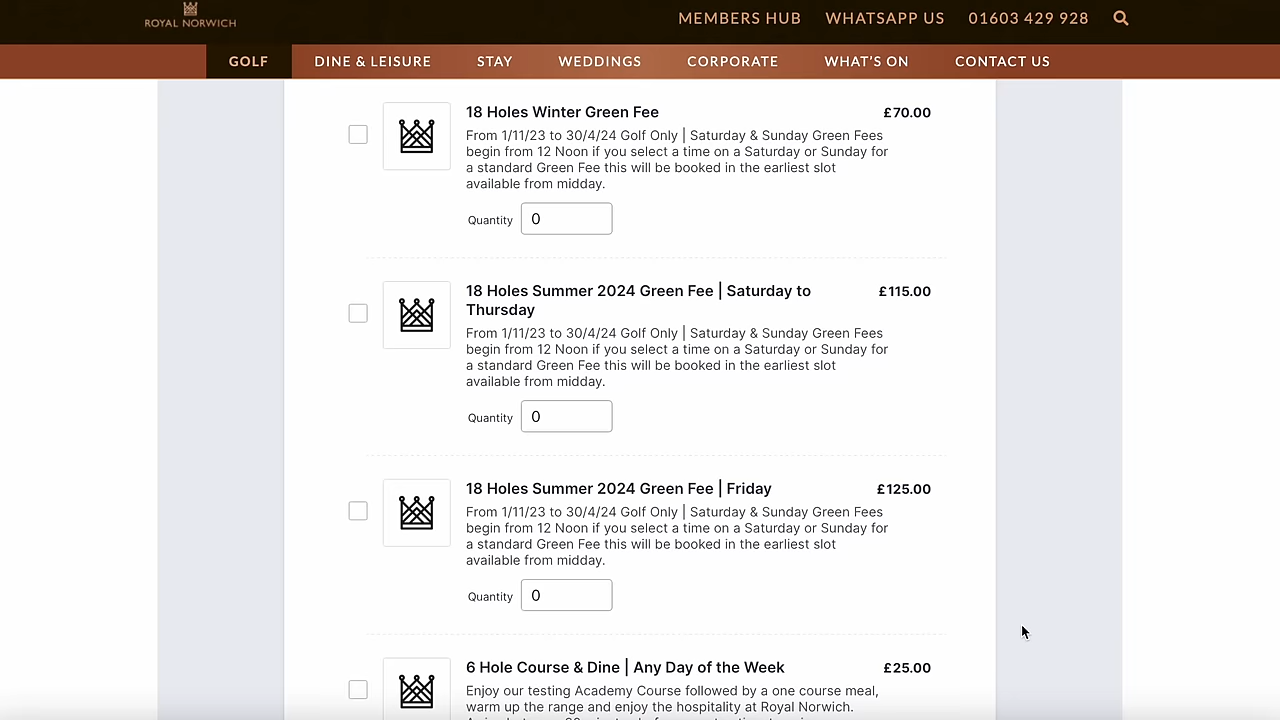 ROYAL NORWICH
MEMBERS HUB WHATSAPP US 01603 429 928
GOLF DINE & LEISURE STAY WEDDINGS CORPORATE WHAT'S ON CONTACT US
18 Holes Winter Green Fee £70.00
From 1/11/23 to 30/4/24 Golf Only | Saturday & Sunday Green Fees
begin from 12 Noon if you select a time on a Saturday or Sunday for
a standard Green Fee this will be booked in the earliest slot
available from midday.
Quantity 0
18 Holes Summer 2024 Green Fee | Saturday to £115.00
Thursday
From 1/11/23 to 30/4/24 Golf Only | Saturday & Sunday Green Fees
begin from 12 Noon if you select a time on a Saturday or Sunday for
a standard Green Fee this will be booked in the earliest slot
available from midday.
Quantity 0
18 Holes Summer 2024 Green Fee | Friday £125.00
From 1/11/23 to 30/4/24 Golf Only | Saturday & Sunday Green Fees
begin from 12 Noon if you select a time on a Saturday or Sunday for
a standard Green Fee this will be booked in the earliest slot
available from midday.
Quantity 0
6 Hole Course & Dine | Any Day of the Week £25.00
Enjoy our testing Academy Course followed by a one course meal,
warm up the range and enjoy the hospitality at Royal Norwich.